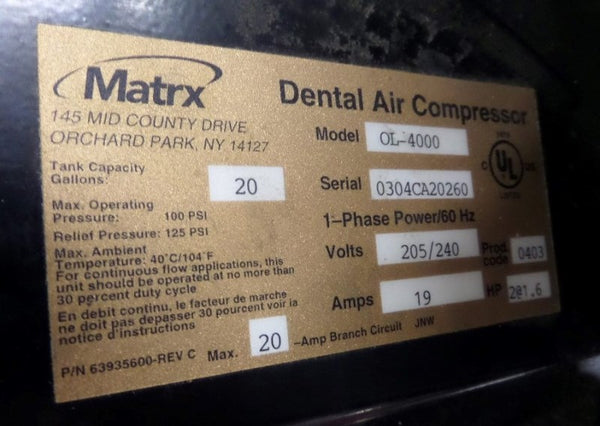 Matrx
145 MID COUNTY DRIVE
ORCHARD PARK, NY 14127
Tank Capacity
Gallons: 20
Max. Operating
Pressure: 100 PSI
Relief Pressure: 125 PSI
Max. Ambient
Temperature: 40°C/104°F
For continuous flow applications, this
unit should be operated at no more than
30 percent duty cycle
En debit continu, le facteur de marche
ne doit pas depasser 30 pourcent voir la
notice d'instructions
P/N 63935600-REV C
Dental Air Compressor
Model OL-4000
Serial 0304CA20260
C UL US
LISTED
1-Phase Power/60 Hz
Volts 205/240 Prod. code 0403
Amps 19 HP 2@1.6
Max. 20 -Amp Branch Circuit JNW